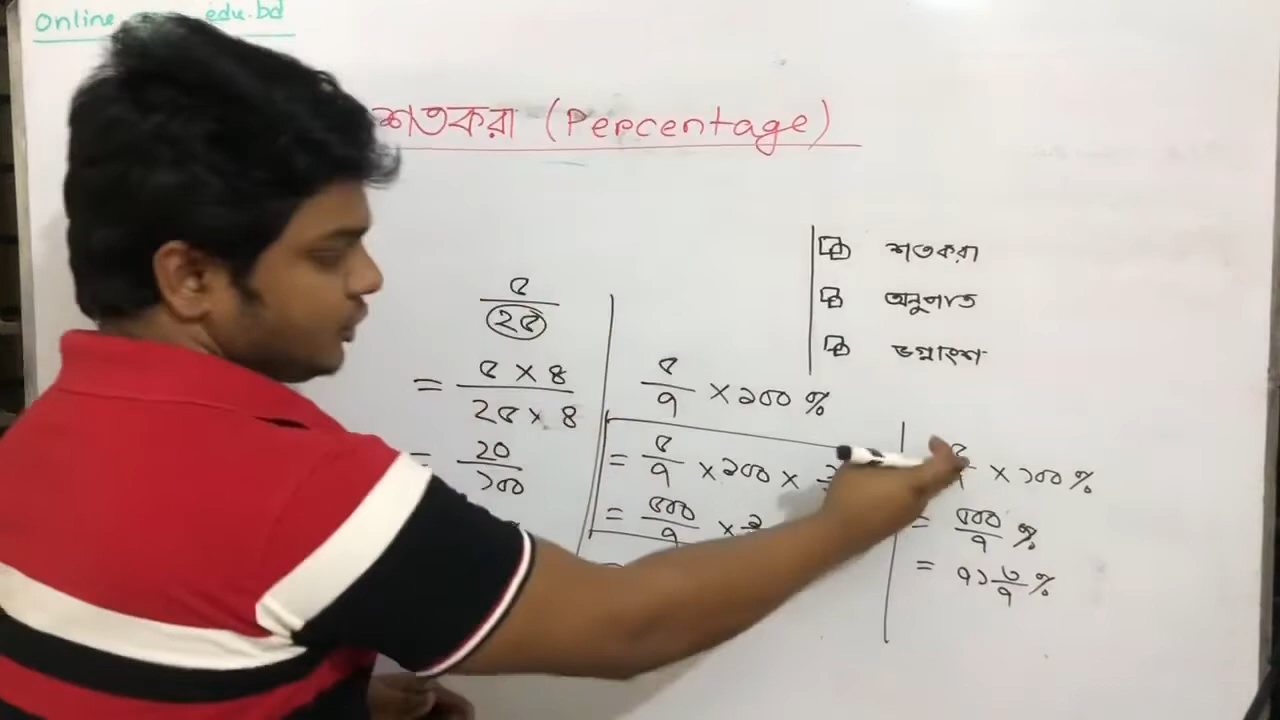 Online edu.bd
শতকরা (Percentage)
শতকরা
অনুপাত
ভগ্নাংশ
৫/২৫
= ৫ × ৪ / ২৫ × ৪
= ২০/১০০
৫/৭ × ১০০ %
= ৫/৭ × ১০০ ×
= ৫০০/৭ ×
× ১০০ %
= ৫০০/৭ %
= ৭১ ৩/৭ %